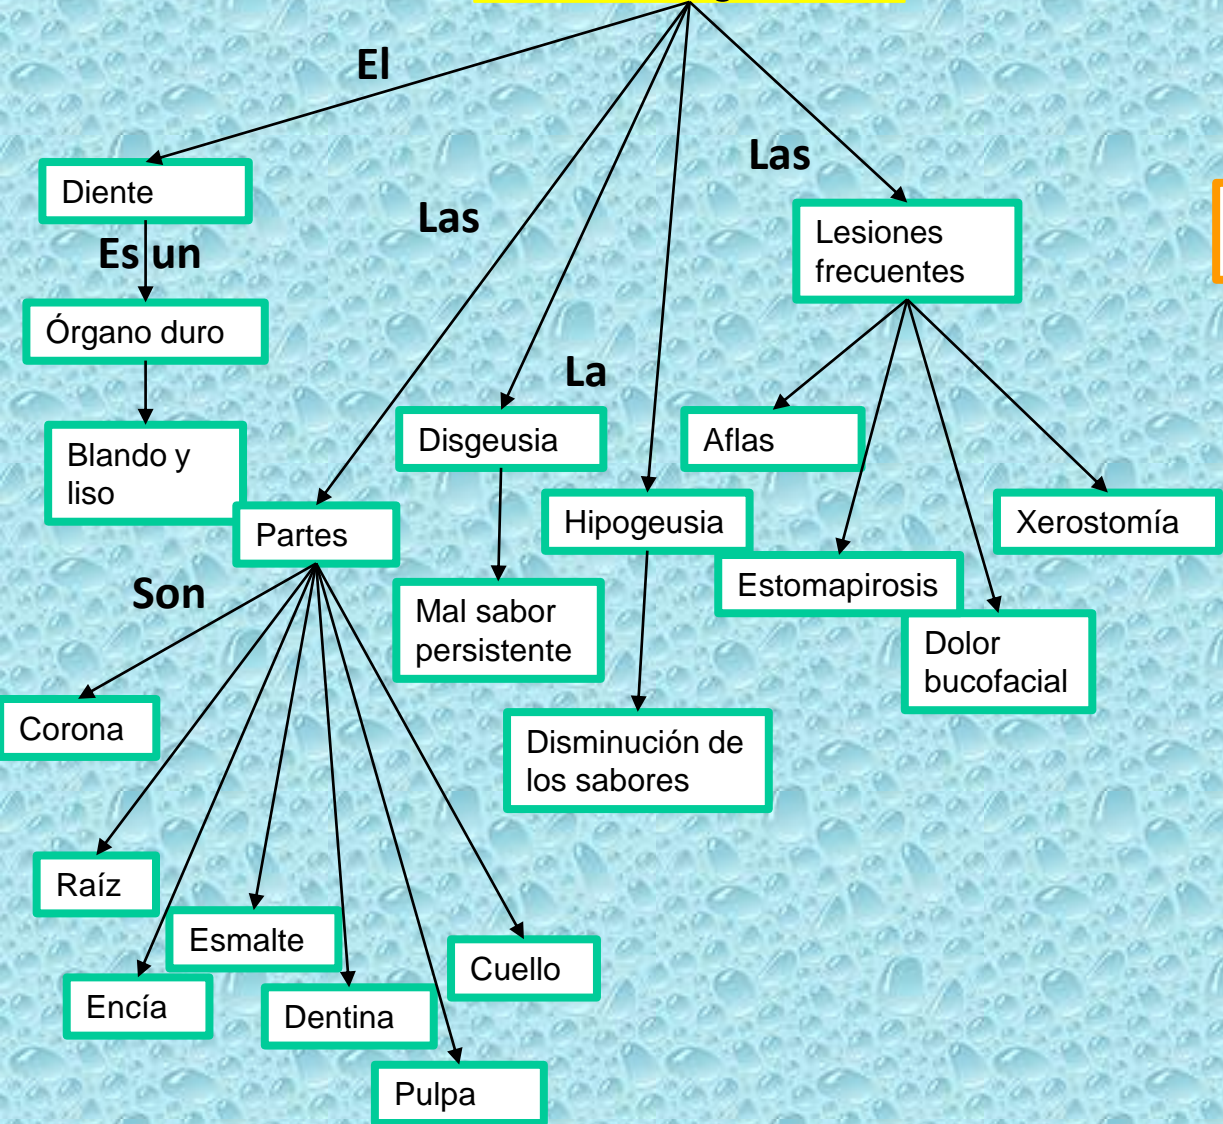 El
Las
Diente
Las
Lesiones
frecuentes
Es un
Órgano duro
La
Blando y
liso
Disgeusia
Aflas
Partes
Hipogeusia
Xerostomía
Son
Mal sabor
persistente
Estomapirosis
Dolor
bucofacial
Corona
Disminución de
los sabores
Raíz
Esmalte
Cuello
Encía
Dentina
Pulpa